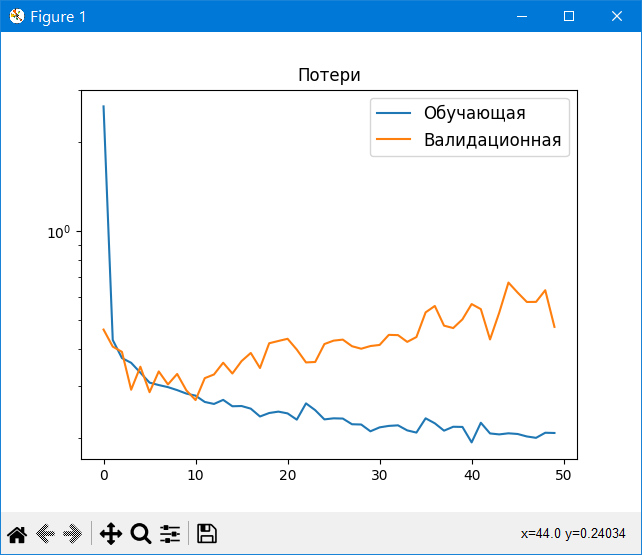 Figure 1
Потери
Обучающая
Валидационная
10⁰
0 10 20 30 40 50
x=44.0 y=0.24034